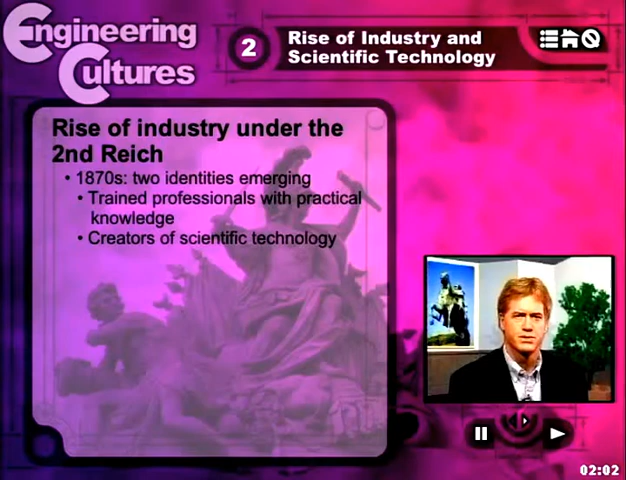 Engineering
Cultures
2
Rise of Industry and
Scientific Technology
Rise of industry under the
2nd Reich
• 1870s: two identities emerging
• Trained professionals with practical
knowledge
• Creators of scientific technology
02:02